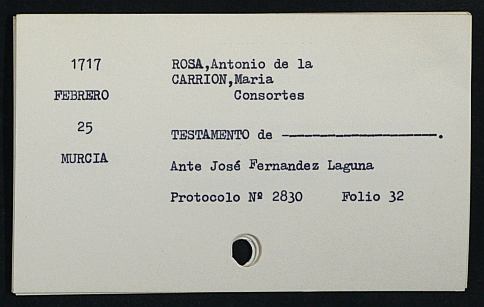 1717
FEBRERO
25
MURCIA
ROSA,Antonio de la
CARRION,Maria
Consortes
TESTAMENTO de ——————————.
Ante José Fernandez Laguna
Protocolo Nº 2830 Folio 32